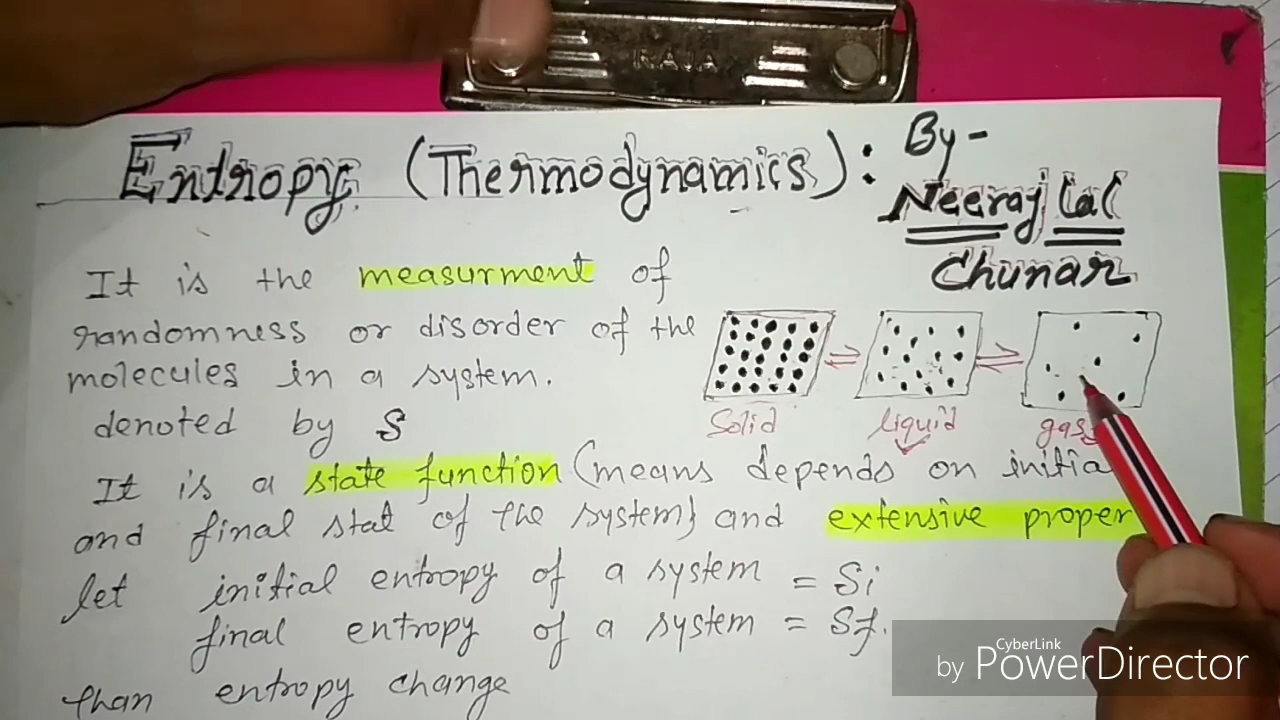 RAJA
Entropy (Thermodynamics) :
By -
Neeraj Lal
Chunar
It is the measurment of
randomness or disorder of the
molecules in a system.
denoted by S
Solid liquid gas
It is a state function (means depends on initia
and final stat of the system} and extensive proper
let initial entropy of a system = Si
final entropy of a system = Sf.
than entropy change
CyberLink
by PowerDirector